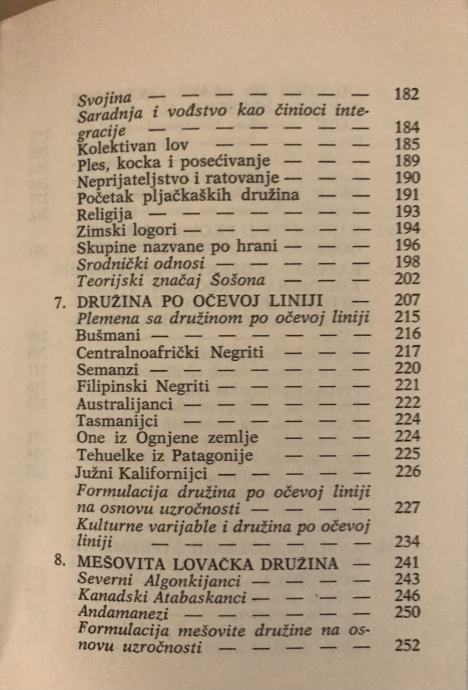 Svojina — — — — — — — — 182
Saradnja i vođstvo kao činioci inte-
gracije — — — — — — — — 184
Kolektivan lov — — — — — 185
Ples, kocka i posećivanje — — — 189
Neprijateljstvo i ratovanje — — — 190
Početak pljačkaških družina — — 191
Religija — — — — — — — — 193
Zimski logori — — — — — — — 194
Skupine nazvane po hrani — — — 196
Srodnički odnosi — — — — — — 198
Teorijski značaj Šošona — — — — 202
7. DRUŽINA PO OČEVOJ LINIJI — 207
Plemena sa družinom po očevoj liniji 215
Bušmani — — — — — — — — 216
Centralnoafrički Negriti — — — 217
Semanzi — — — — — — — — 220
Filipinski Negriti — — — — — 221
Australijanci — — — — — — — 222
Tasmanijci — — — — — — — 224
One iz Ognjene zemlje — — — 224
Tehuelke iz Patagonije — — — 225
Južni Kalifornijci — — — — — 226
Formulacija družina po očevoj liniji
na osnovu uzročnosti — — — — 227
Kulturne varijable i družina po očevoj
liniji — — — — — — — — 234
8. MEŠOVITA LOVAČKA DRUŽINA — 241
Severni Algonkijanci — — — — 243
Kanadski Atabaskanci — — — — 246
Andamanezi — — — — — — — 250
Formulacija mešovite družine na os-
novu uzročnosti — — — — — — 252